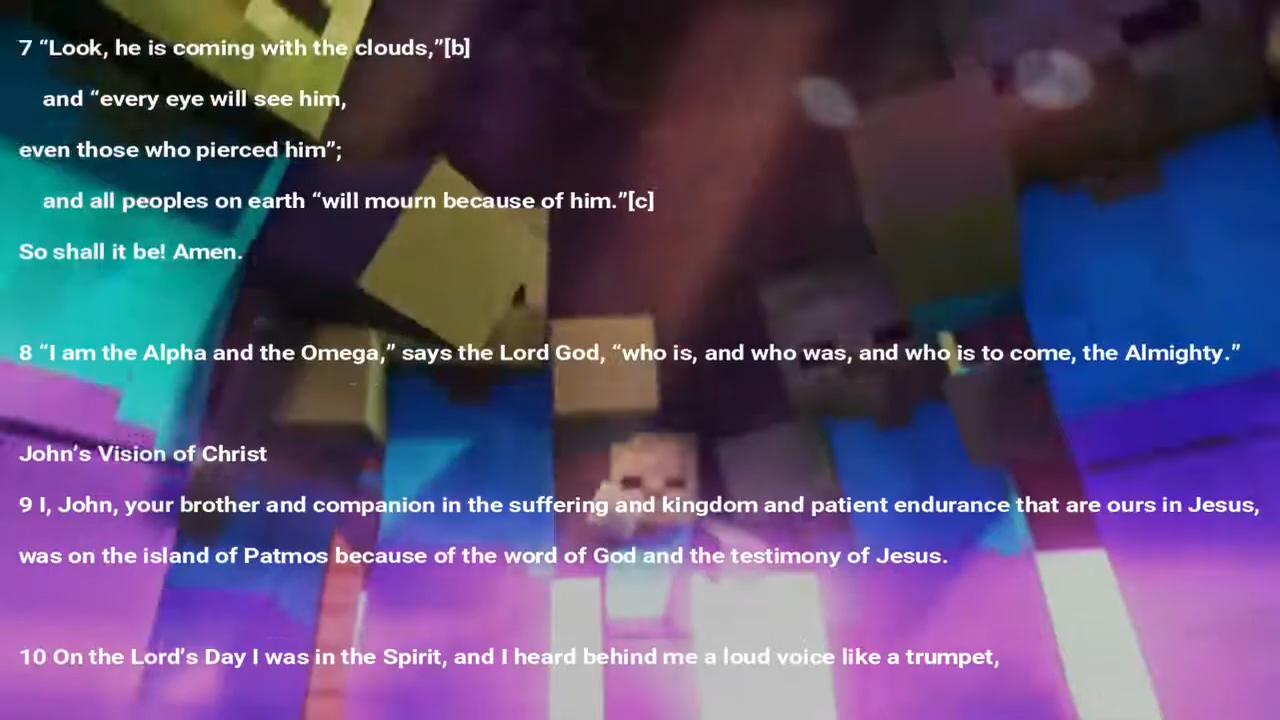 7 “Look, he is coming with the clouds,”[b]
and “every eye will see him,
even those who pierced him”;
and all peoples on earth “will mourn because of him.”[c]
So shall it be! Amen.
8 “I am the Alpha and the Omega,” says the Lord God, “who is, and who was, and who is to come, the Almighty.”
John’s Vision of Christ
9 I, John, your brother and companion in the suffering and kingdom and patient endurance that are ours in Jesus,
was on the island of Patmos because of the word of God and the testimony of Jesus.
10 On the Lord’s Day I was in the Spirit, and I heard behind me a loud voice like a trumpet,